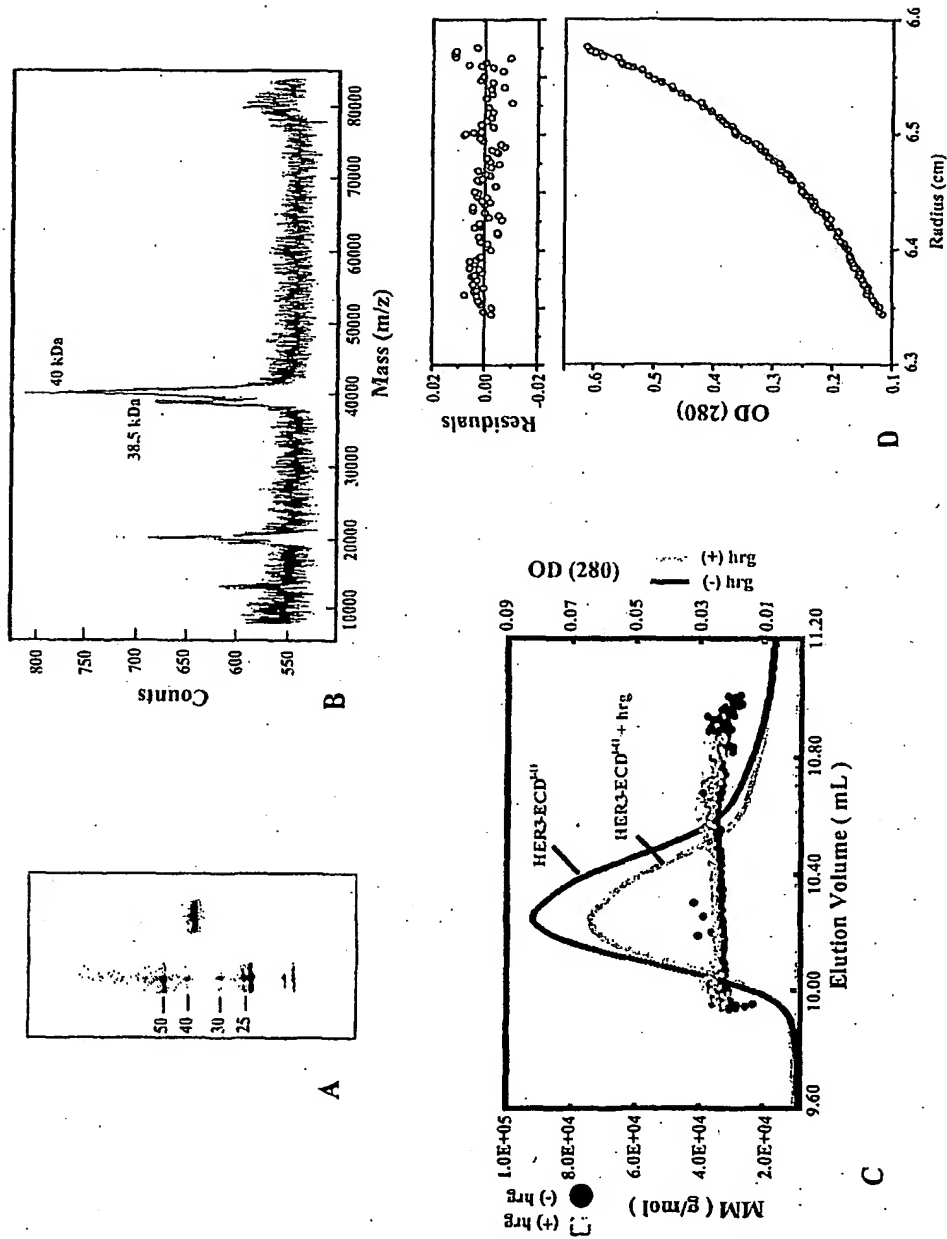 A
50
40
30
25
B
Counts
800
750
700
650
600
550
40 kDa
38.5 kDa
10000
20000
30000
40000
50000
60000
70000
80000
Mass (m/z)
C
(+) hrg
(-) hrg
MM ( g/mol )
1.0E+05
8.0E+04
6.0E+04
4.0E+04
2.0E+04
HER3-ECD
HER3-ECD + hrg
9.60
10.00
10.40
10.80
11.20
Elution Volume ( mL )
OD (280)
0.09
0.07
0.05
0.03
0.01
(+) hrg
(-) hrg
D
Residuals
0.02
0.00
-0.02
OD (280)
0.6
0.5
0.4
0.3
0.2
0.1
6.3
6.4
6.5
6.6
Radius (cm)